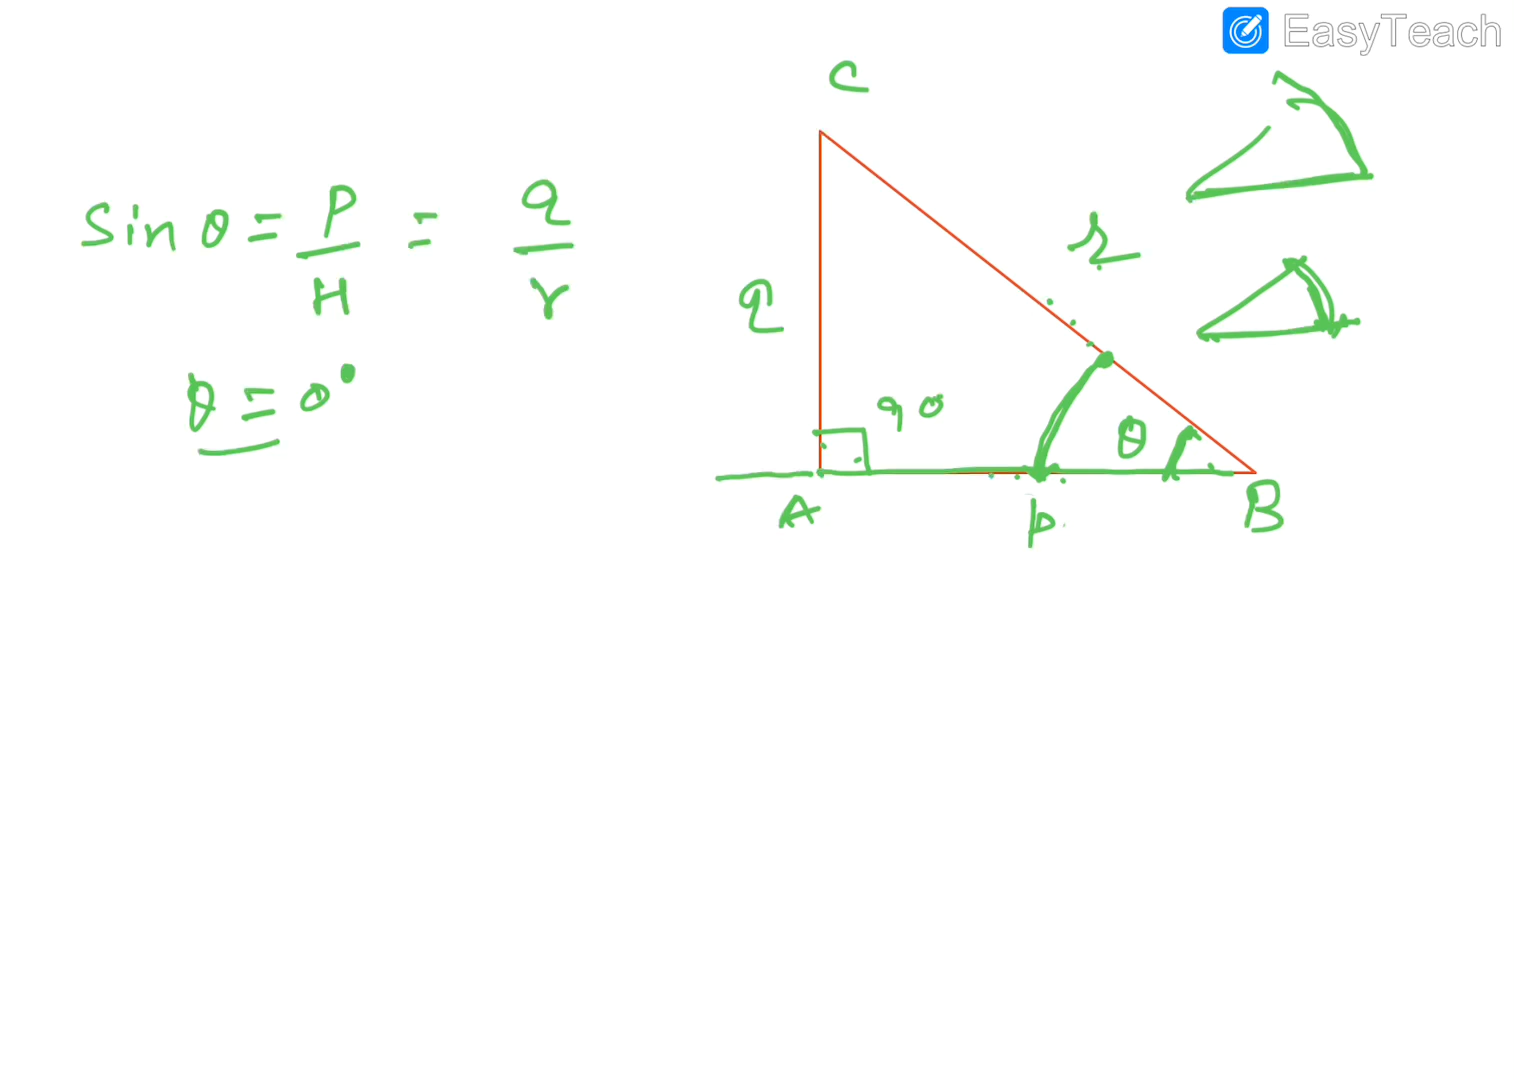 EasyTeach
C
Sin θ = P/H = q/r
r
q
θ = 0°
90
θ
A
p
B